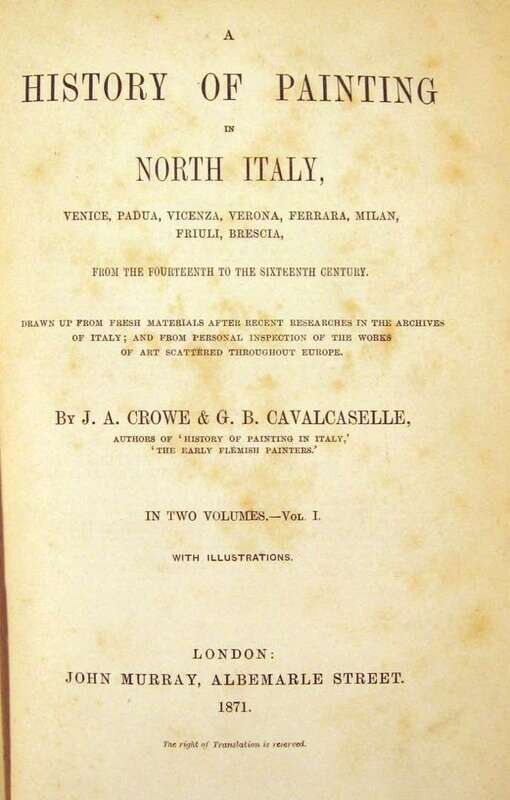 A
HISTORY OF PAINTING
IN
NORTH ITALY,
VENICE, PADUA, VICENZA, VERONA, FERRARA, MILAN,
FRIULI, BRESCIA,
FROM THE FOURTEENTH TO THE SIXTEENTH CENTURY.
DRAWN UP FROM FRESH MATERIALS AFTER RECENT RESEARCHES IN THE ARCHIVES
OF ITALY; AND FROM PERSONAL INSPECTION OF THE WORKS
OF ART SCATTERED THROUGHOUT EUROPE.
BY J. A. CROWE & G. B. CAVALCASELLE,
AUTHORS OF 'HISTORY OF PAINTING IN ITALY,'
'THE EARLY FLEMISH PAINTERS.'
IN TWO VOLUMES.—VOL. I.
WITH ILLUSTRATIONS.
LONDON:
JOHN MURRAY, ALBEMARLE STREET.
1871.
The right of Translation is reserved.